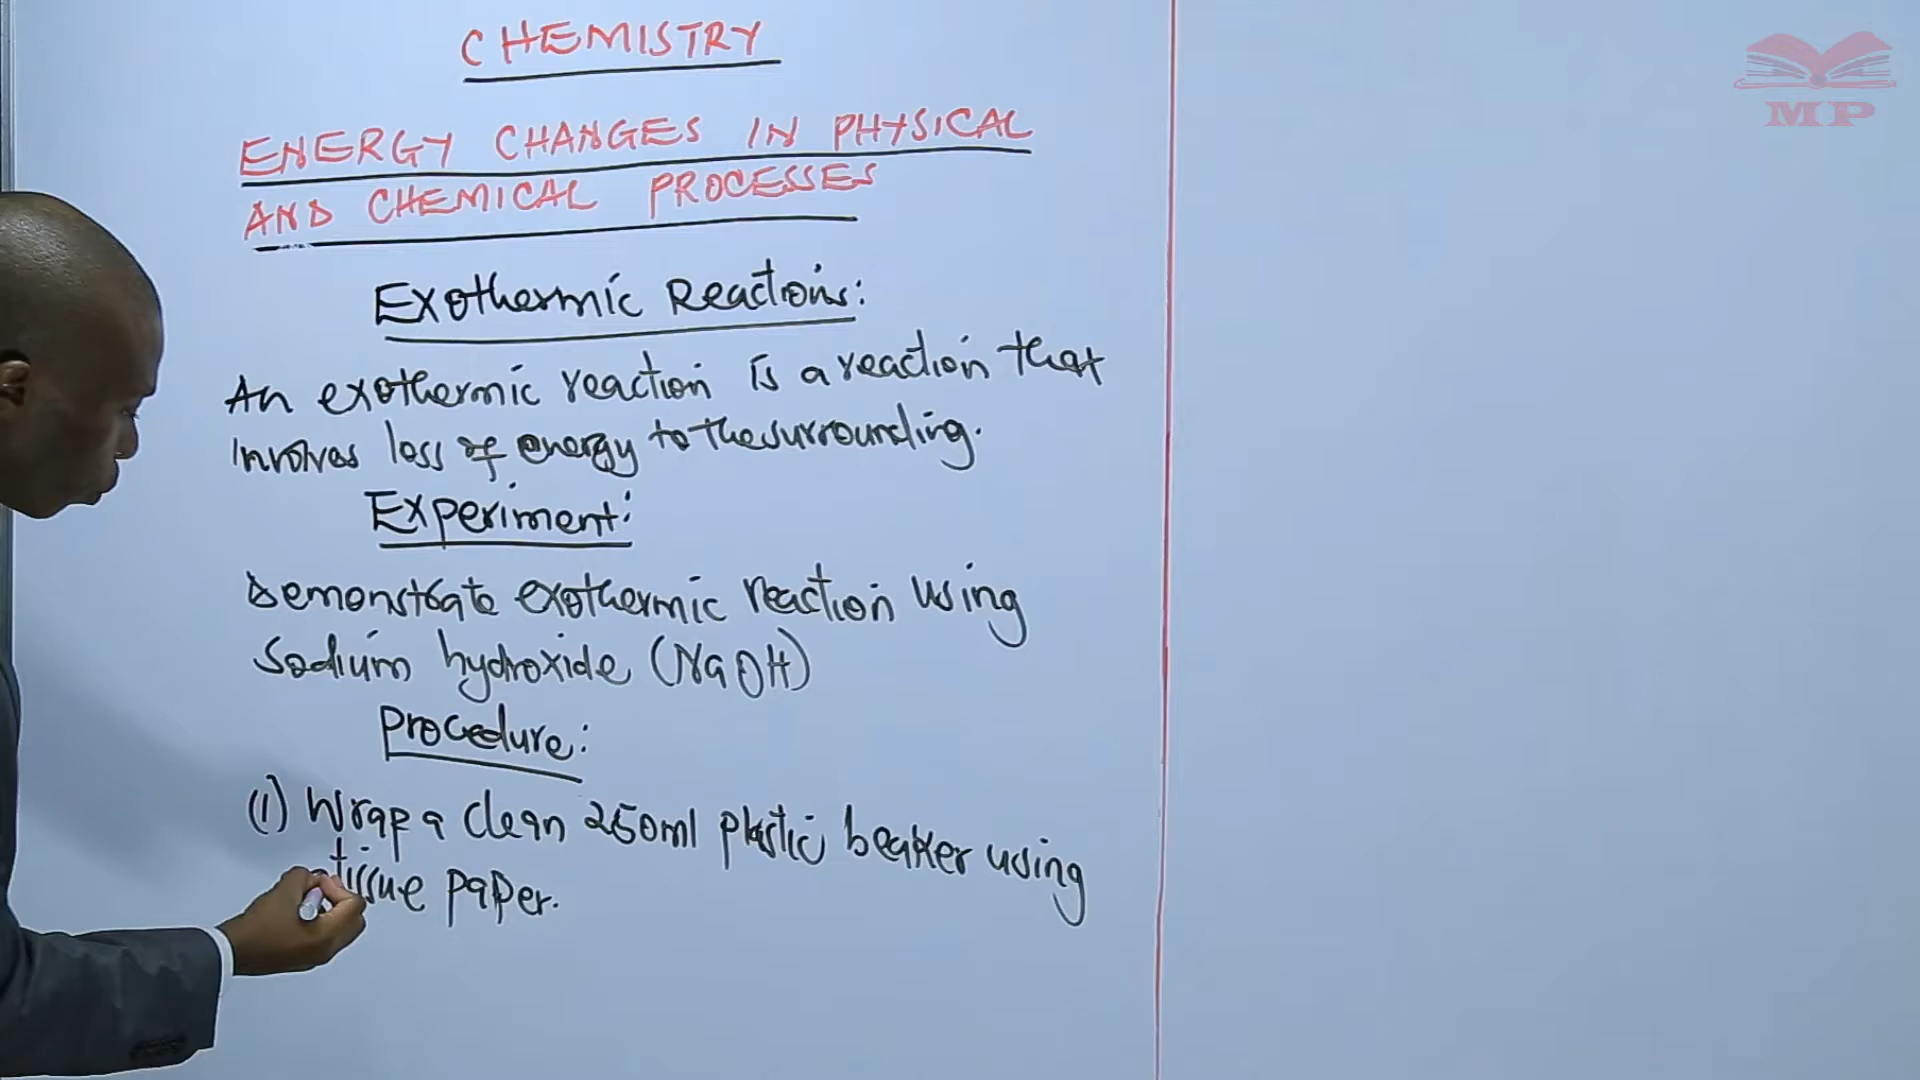 CHEMISTRY
ENERGY CHANGES IN PHYSICAL
AND CHEMICAL PROCESSES
Exothermic Reactions:
An exothermic reaction is a reaction that
involves loss of energy to the surrounding.
Experiment:
Demonstrate exothermic reaction using
Sodium hydroxide (NaOH)
Procedure:
(1) Wrap a clean 250ml plastic beaker using
tissue paper.
MP